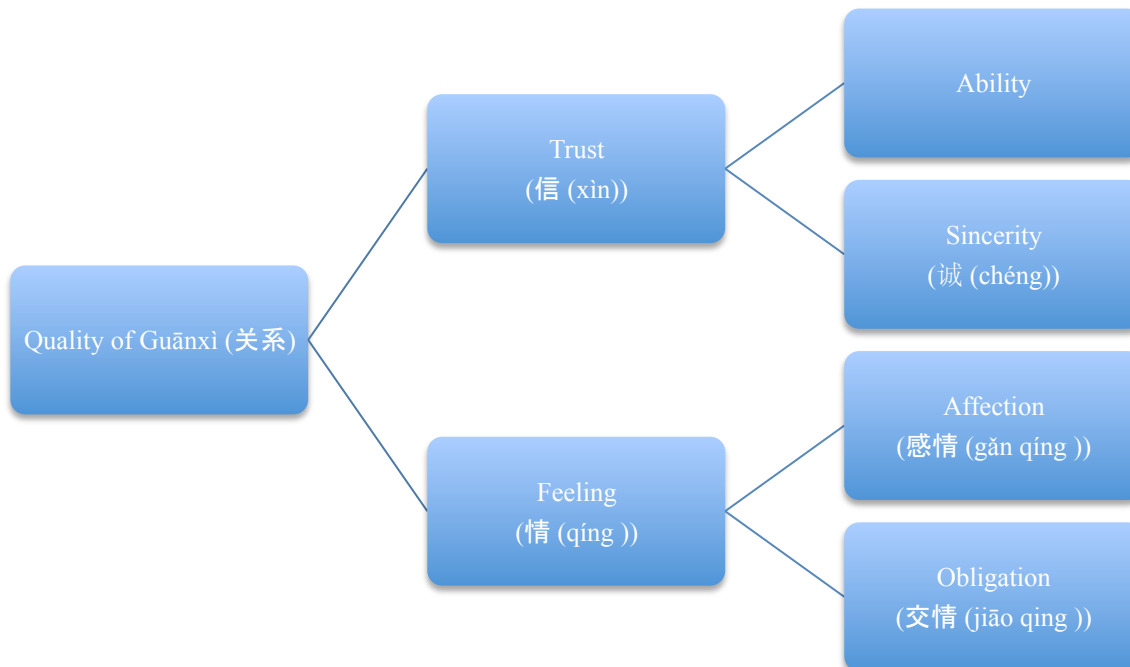 Quality of Guānxì (关系)
Trust
(信 (xìn))
Feeling
(情 (qíng ))
Ability
Sincerity
(诚 (chéng))
Affection
(感情 (gǎn qíng ))
Obligation
(交情 (jiāo qing ))